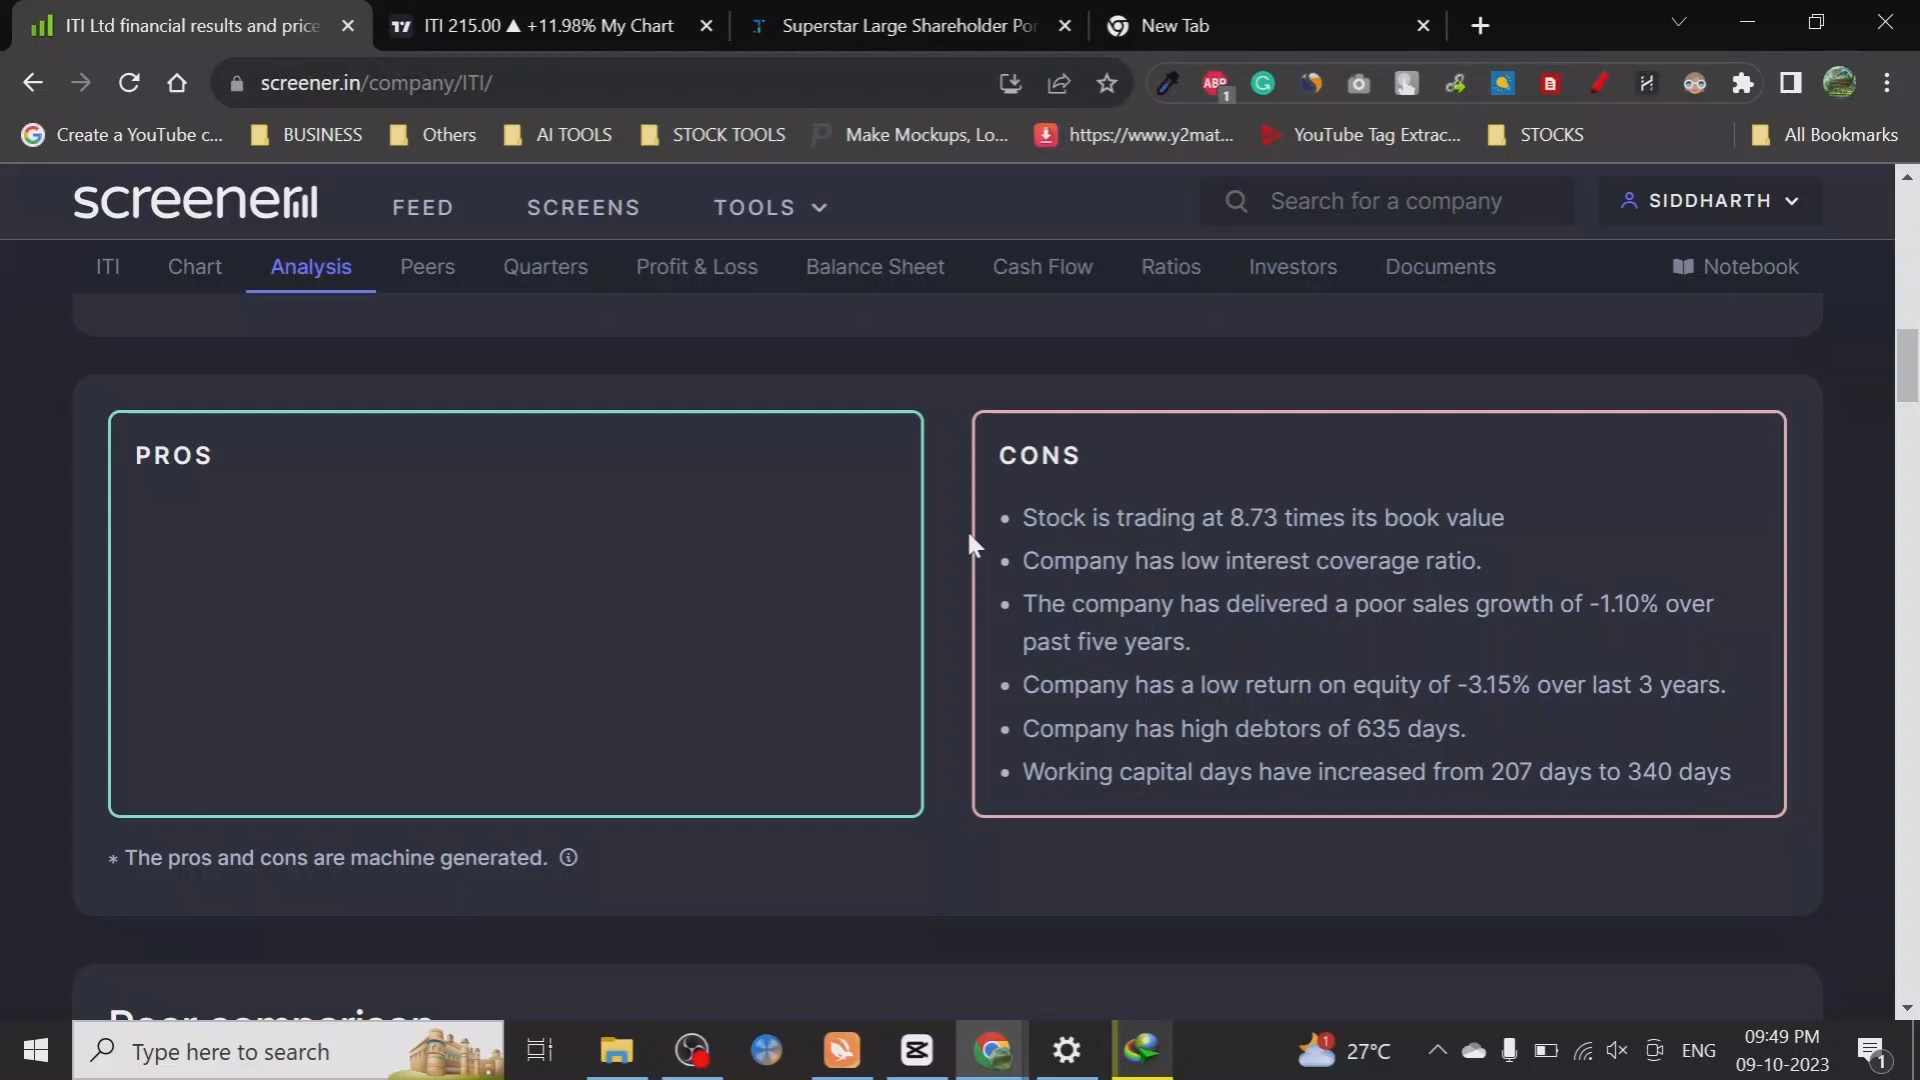 ITI Ltd financial results and price
ITI 215.00 ▲ +11.98% My Chart
Superstar Large Shareholder Por
New Tab
screener.in/company/ITI/
ABP
1
Create a YouTube c...
BUSINESS
Others
AI TOOLS
STOCK TOOLS
Make Mockups, Lo...
https://www.y2mat...
YouTube Tag Extrac...
STOCKS
All Bookmarks
screener
FEED
SCREENS
TOOLS
Search for a company
SIDDHARTH
ITI
Chart
Analysis
Peers
Quarters
Profit & Loss
Balance Sheet
Cash Flow
Ratios
Investors
Documents
Notebook
PROS
CONS
• Stock is trading at 8.73 times its book value
• Company has low interest coverage ratio.
• The company has delivered a poor sales growth of -1.10% over
past five years.
• Company has a low return on equity of -3.15% over last 3 years.
• Company has high debtors of 635 days.
• Working capital days have increased from 207 days to 340 days
* The pros and cons are machine generated.
Peer comparison
Type here to search
1
27°C
ENG
09:49 PM
09-10-2023
1